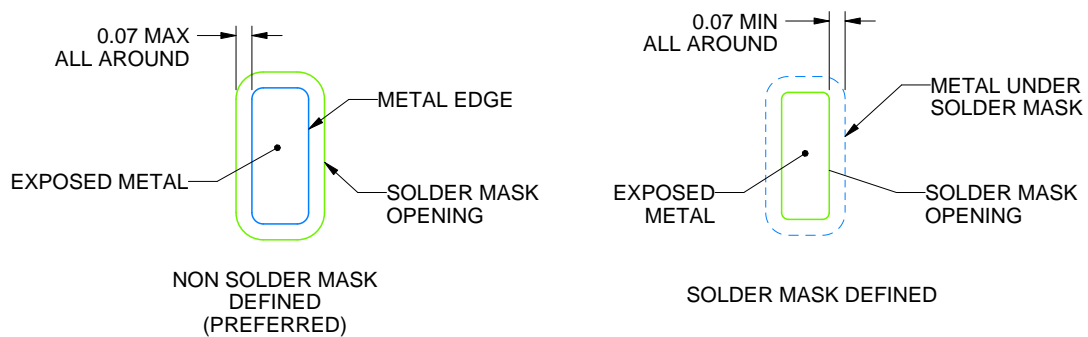 0.07 MAX
ALL AROUND
METAL EDGE
EXPOSED METAL
SOLDER MASK
OPENING
NON SOLDER MASK
DEFINED
(PREFERRED)
0.07 MIN
ALL AROUND
METAL UNDER
SOLDER MASK
EXPOSED
METAL
SOLDER MASK
OPENING
SOLDER MASK DEFINED